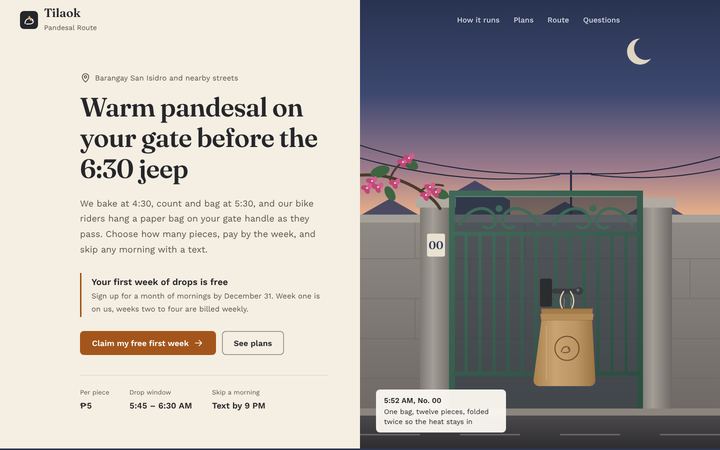 Tilaok
Pandesal Route
How it runs
Plans
Route
Questions
Barangay San Isidro and nearby streets
Warm pandesal on
your gate before the
6:30 jeep
We bake at 4:30, count and bag at 5:30, and our bike
riders hang a paper bag on your gate handle as they
pass. Choose how many pieces, pay by the week, and
skip any morning with a text.
Your first week of drops is free
Sign up for a month of mornings by December 31. Week one is
on us, weeks two to four are billed weekly.
Claim my free first week →
See plans
Per piece
₱5
Drop window
5:45 – 6:30 AM
Skip a morning
Text by 9 PM
00
5:52 AM, No. 00
One bag, twelve pieces, folded
twice so the heat stays in